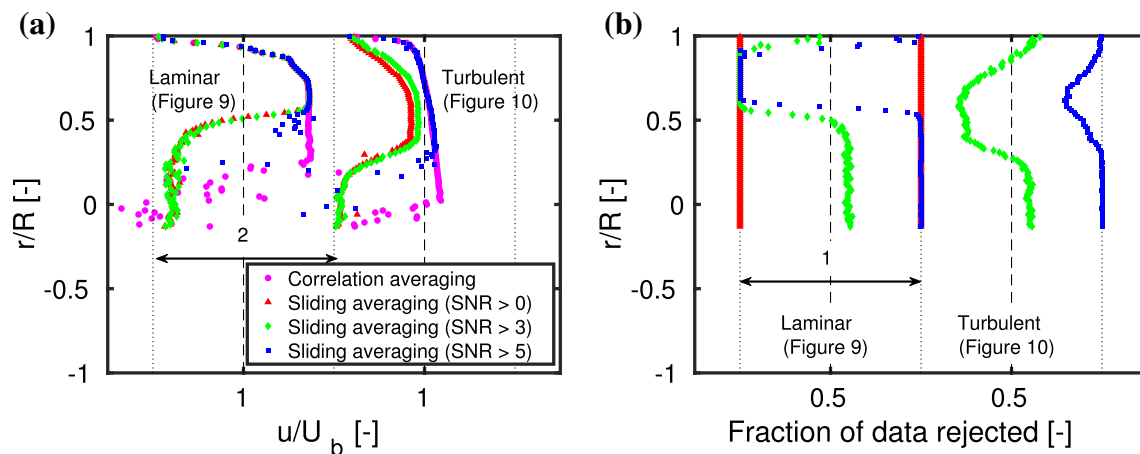 (a)
(b)
1
0.5
0
-0.5
-1
r/R [-]
Laminar
(Figure 9)
Turbulent
(Figure 10)
2
Correlation averaging
Sliding averaging (SNR > 0)
Sliding averaging (SNR > 3)
Sliding averaging (SNR > 5)
1
1
u/U b [-]
1
0.5
0
-0.5
-1
r/R [-]
1
Laminar
(Figure 9)
Turbulent
(Figure 10)
0.5
0.5
Fraction of data rejected [-]